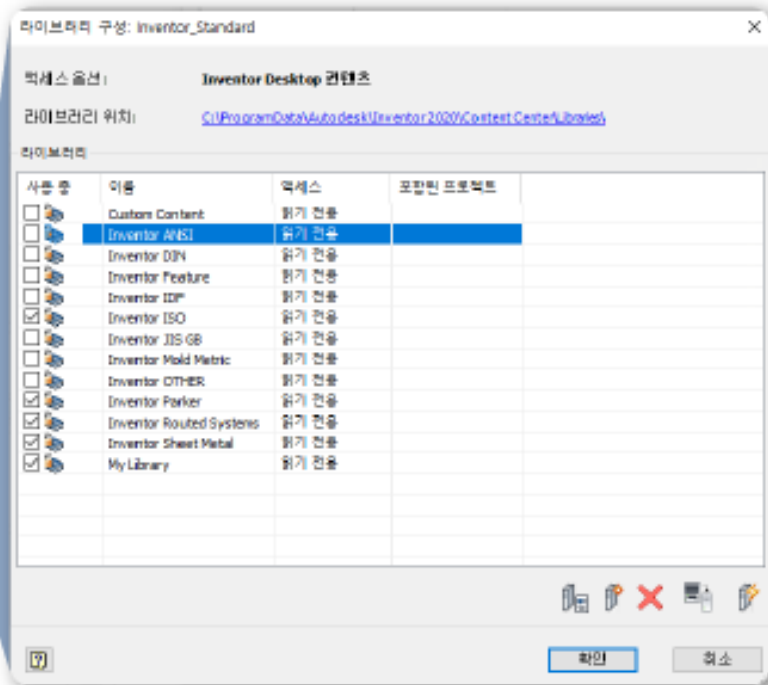 라이브러리 구성: Inventor_Standard
액세스 옵션: Inventor Desktop 컨텐츠
라이브러리 위치: C:\ProgramData\Autodesk\Inventor 2020\Content Center\Libraries\
라이브러리
사용 중 이름 액세스 포함된 프로젝트
Custom Content 읽기 전용
Inventor ANSI 읽기 전용
Inventor DIN 읽기 전용
Inventor Feature 읽기 전용
Inventor IDF 읽기 전용
Inventor ISO 읽기 전용
Inventor JIS GB 읽기 전용
Inventor Mold Metric 읽기 전용
Inventor OTHER 읽기 전용
Inventor Parker 읽기 전용
Inventor Routed Systems 읽기 전용
Inventor Sheet Metal 읽기 전용
My Library 읽기 전용
확인 취소